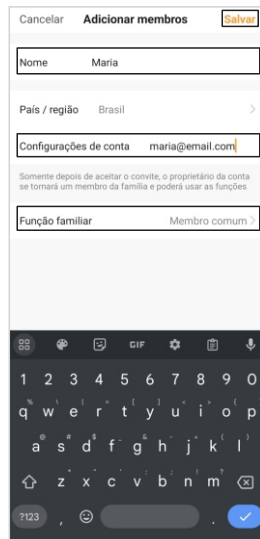 Cancelar Adicionar membros Salvar
Nome Maria
País / região Brasil
Configurações de conta maria@email.com
Somente depois de aceitar o convite, o proprietário da conta
se tornará um membro da família e poderá usar as funções
Função familiar Membro comum
GIF
1 2 3 4 5 6 7 8 9 0
q w e r t y u i o p
a s d f g h j k l
z x c v b n m
?123 , .